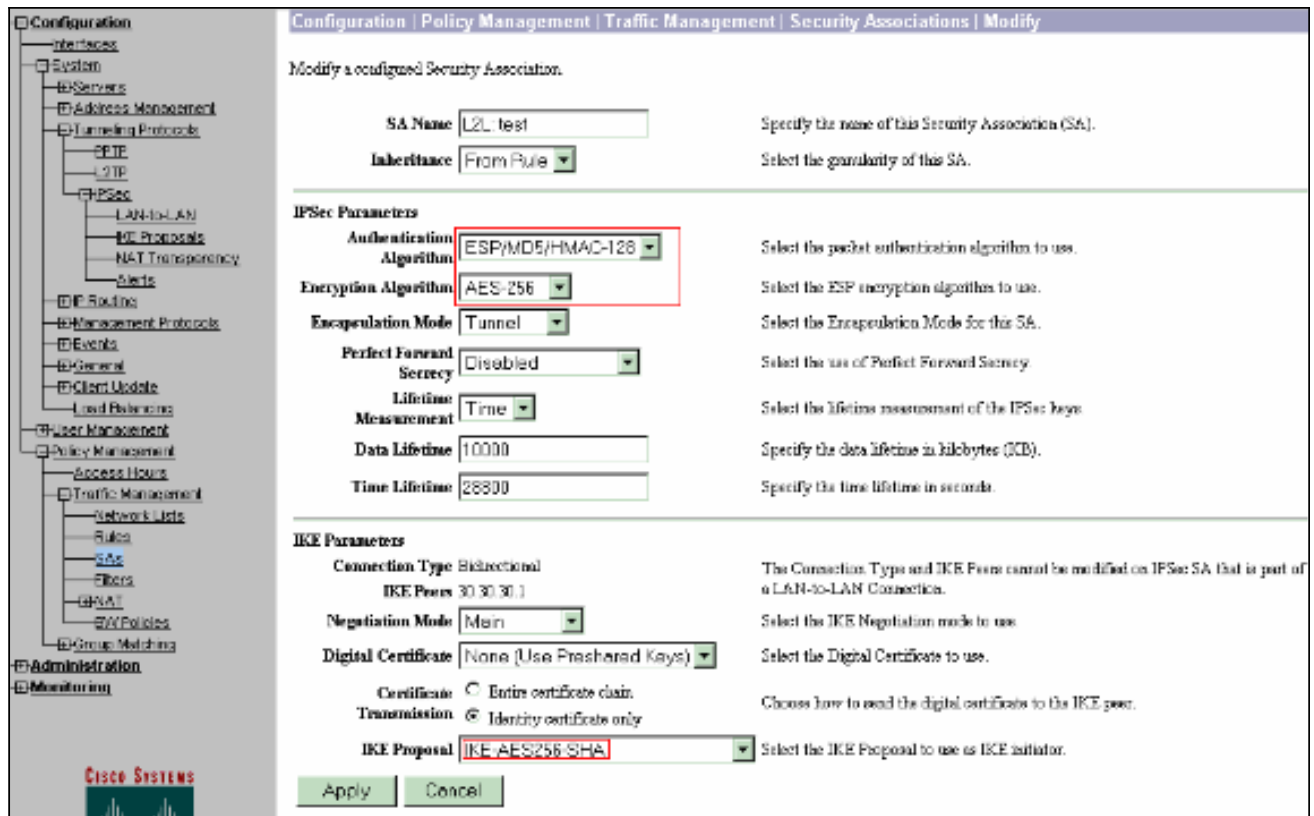 Configuration
Interfaces
System
Servers
Address Management
Tunneling Protocols
PPTP
L2TP
IPSec
LAN-to-LAN
IKE Proposals
NAT Transparency
Alerts
IP Routing
Management Protocols
Events
General
Client Update
Load Balancing
User Management
Policy Management
Access Hours
Traffic Management
Network Lists
Rules
SAs
Filters
NAT
BW Policies
Group Matching
Administration
Monitoring
CISCO SYSTEMS
Configuration | Policy Management | Traffic Management | Security Associations | Modify
Modify a configured Security Association.
SA Name L2L: test Specify the name of this Security Association (SA).
Inheritance From Rule Select the granularity of this SA.
IPSec Parameters
Authentication Algorithm ESP/MD5/HMAC-128 Select the packet authentication algorithm to use.
Encryption Algorithm AES-256 Select the ESP encryption algorithm to use.
Encapsulation Mode Tunnel Select the Encapsulation Mode for this SA.
Perfect Forward Secrecy Disabled Select the use of Perfect Forward Secrecy.
Lifetime Measurement Time Select the lifetime measurement of the IPSec keys.
Data Lifetime 10000 Specify the data lifetime in kilobytes (KB).
Time Lifetime 28800 Specify the time lifetime in seconds.
IKE Parameters
Connection Type Bidirectional The Connection Type and IKE Peers cannot be modified on IPSec SA that is part of
IKE Peers 30.30.30.1 a LAN-to-LAN Connection.
Negotiation Mode Main Select the IKE Negotiation mode to use.
Digital Certificate None (Use Preshared Keys) Select the Digital Certificate to use.
Certificate Transmission Entire certificate chain
Identity certificate only Choose how to send the digital certificate to the IKE peer.
IKE Proposal IKE-AES256-SHA Select the IKE Proposal to use as IKE initiator.
Apply Cancel